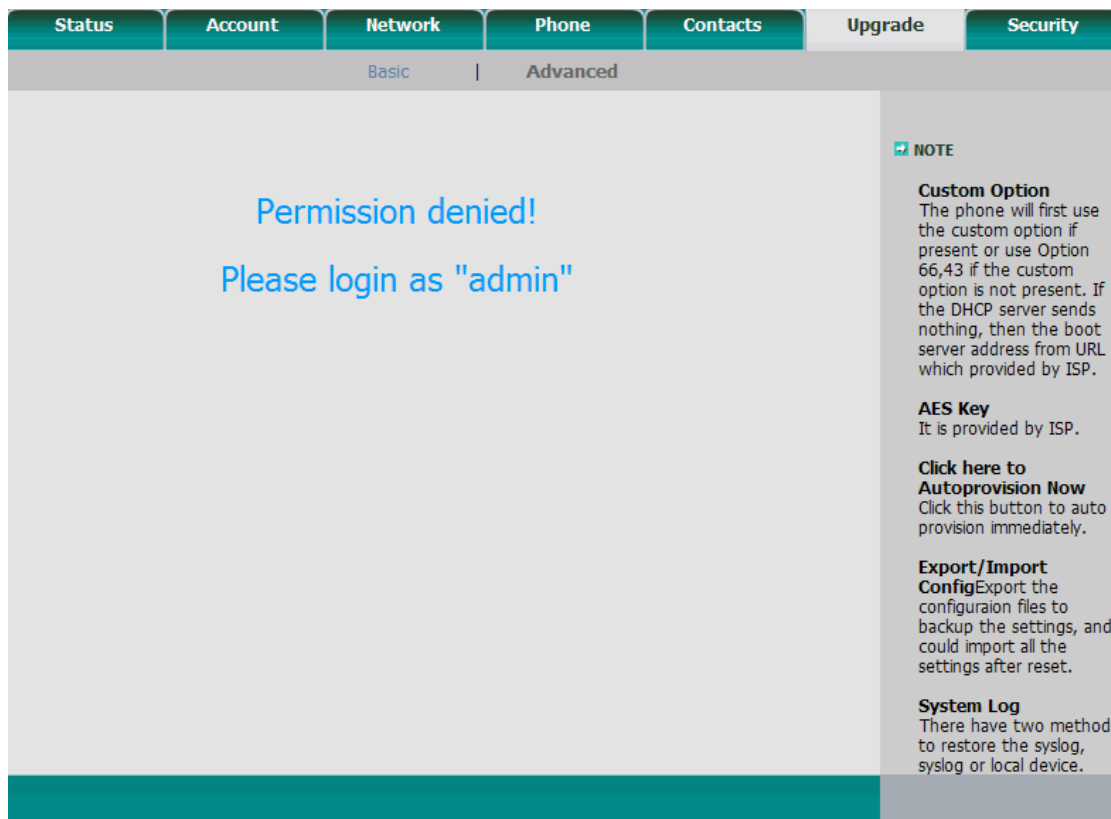 Status Account Network Phone Contacts Upgrade Security
Basic | Advanced
Permission denied!
Please login as "admin"
NOTE
Custom Option
The phone will first use
the custom option if
present or use Option
66,43 if the custom
option is not present. If
the DHCP server sends
nothing, then the boot
server address from URL
which provided by ISP.
AES Key
It is provided by ISP.
Click here to
Autoprovision Now
Click this button to auto
provision immediately.
Export/Import
ConfigExport the
configuraion files to
backup the settings, and
could import all the
settings after reset.
System Log
There have two method
to restore the syslog,
syslog or local device.